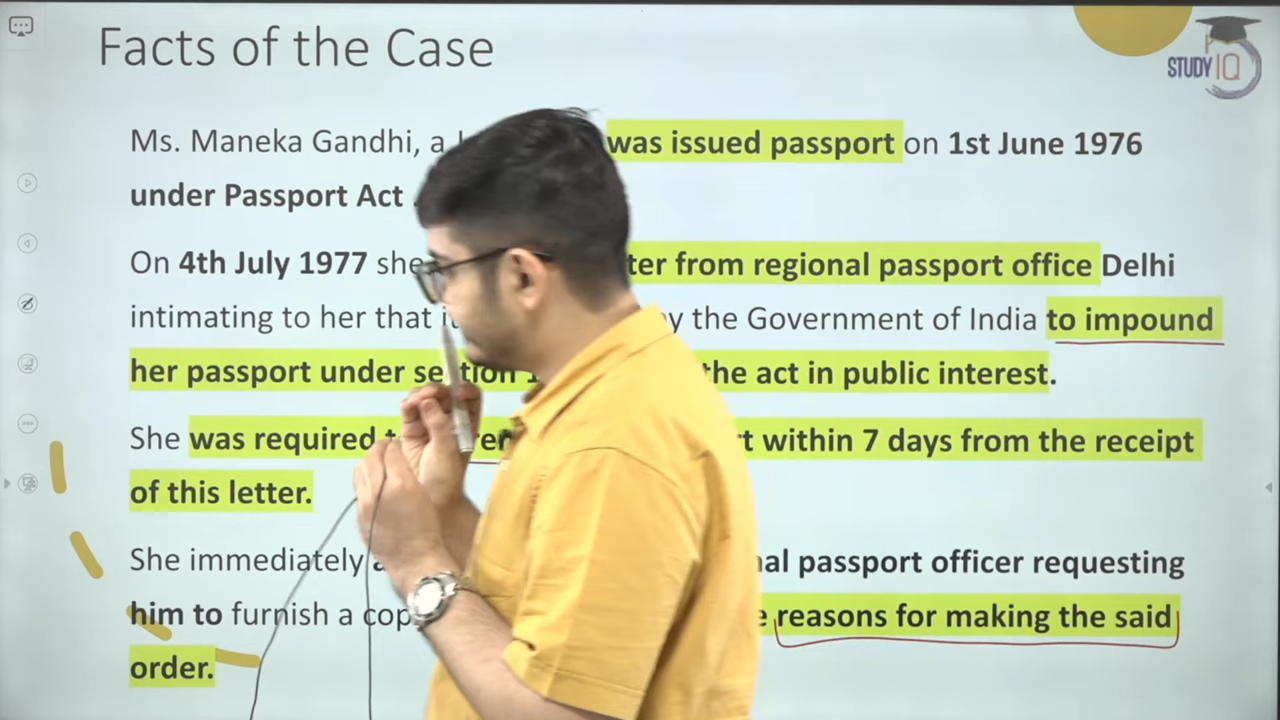 Facts of the Case
STUDY IQ
Ms. Maneka Gandhi, a was issued passport on 1st June 1976
under Passport Act
On 4th July 1977 she from regional passport office Delhi
intimating to her that the Government of India to impound
her passport under section the act in public interest.
She was required within 7 days from the receipt
of this letter.
She immediately passport officer requesting
him to furnish a reasons for making the said
order.